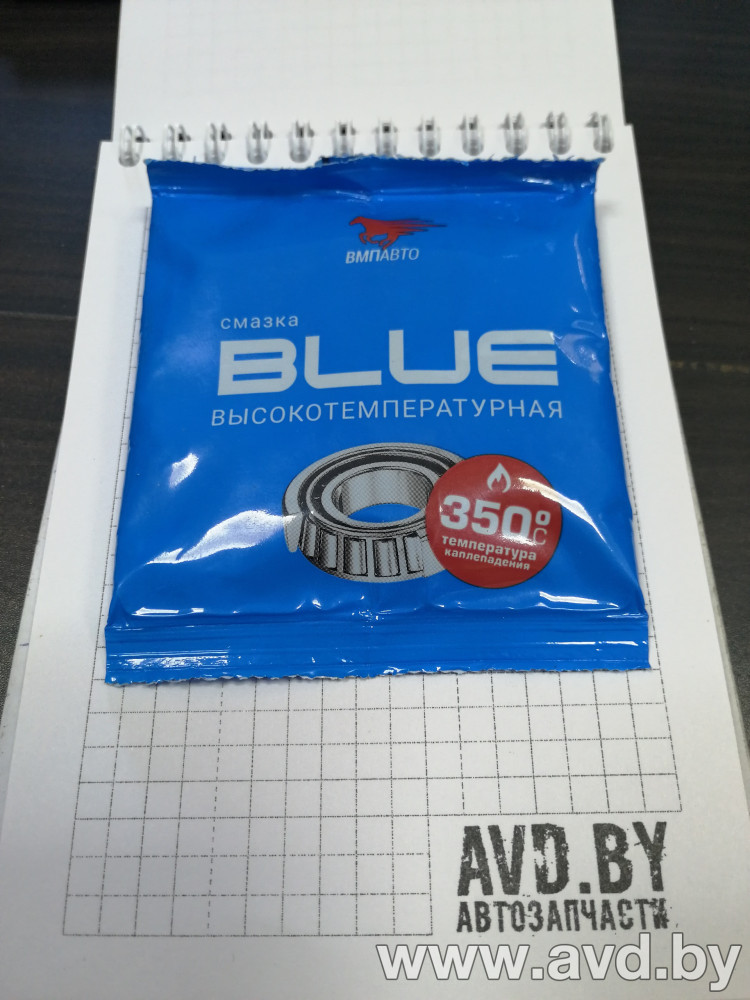 ВМПАВТО
смазка
BLUE
ВЫСОКОТЕМПЕРАТУРНАЯ
350°C
температура
каплепадения
AVD.BY
АВТОЗАПЧАСТИ
www.avd.by